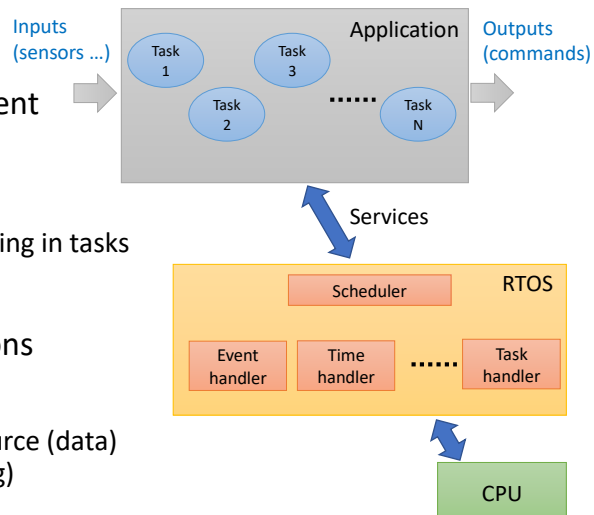 Inputs
(sensors ...)
Application
Outputs
(commands)
Task
1
Task
3
Task
2
......
Task
N
ent
Services
ing in tasks
RTOS
Scheduler
ons
Event
handler
Time
handler
......
Task
handler
urce (data)
g)
CPU